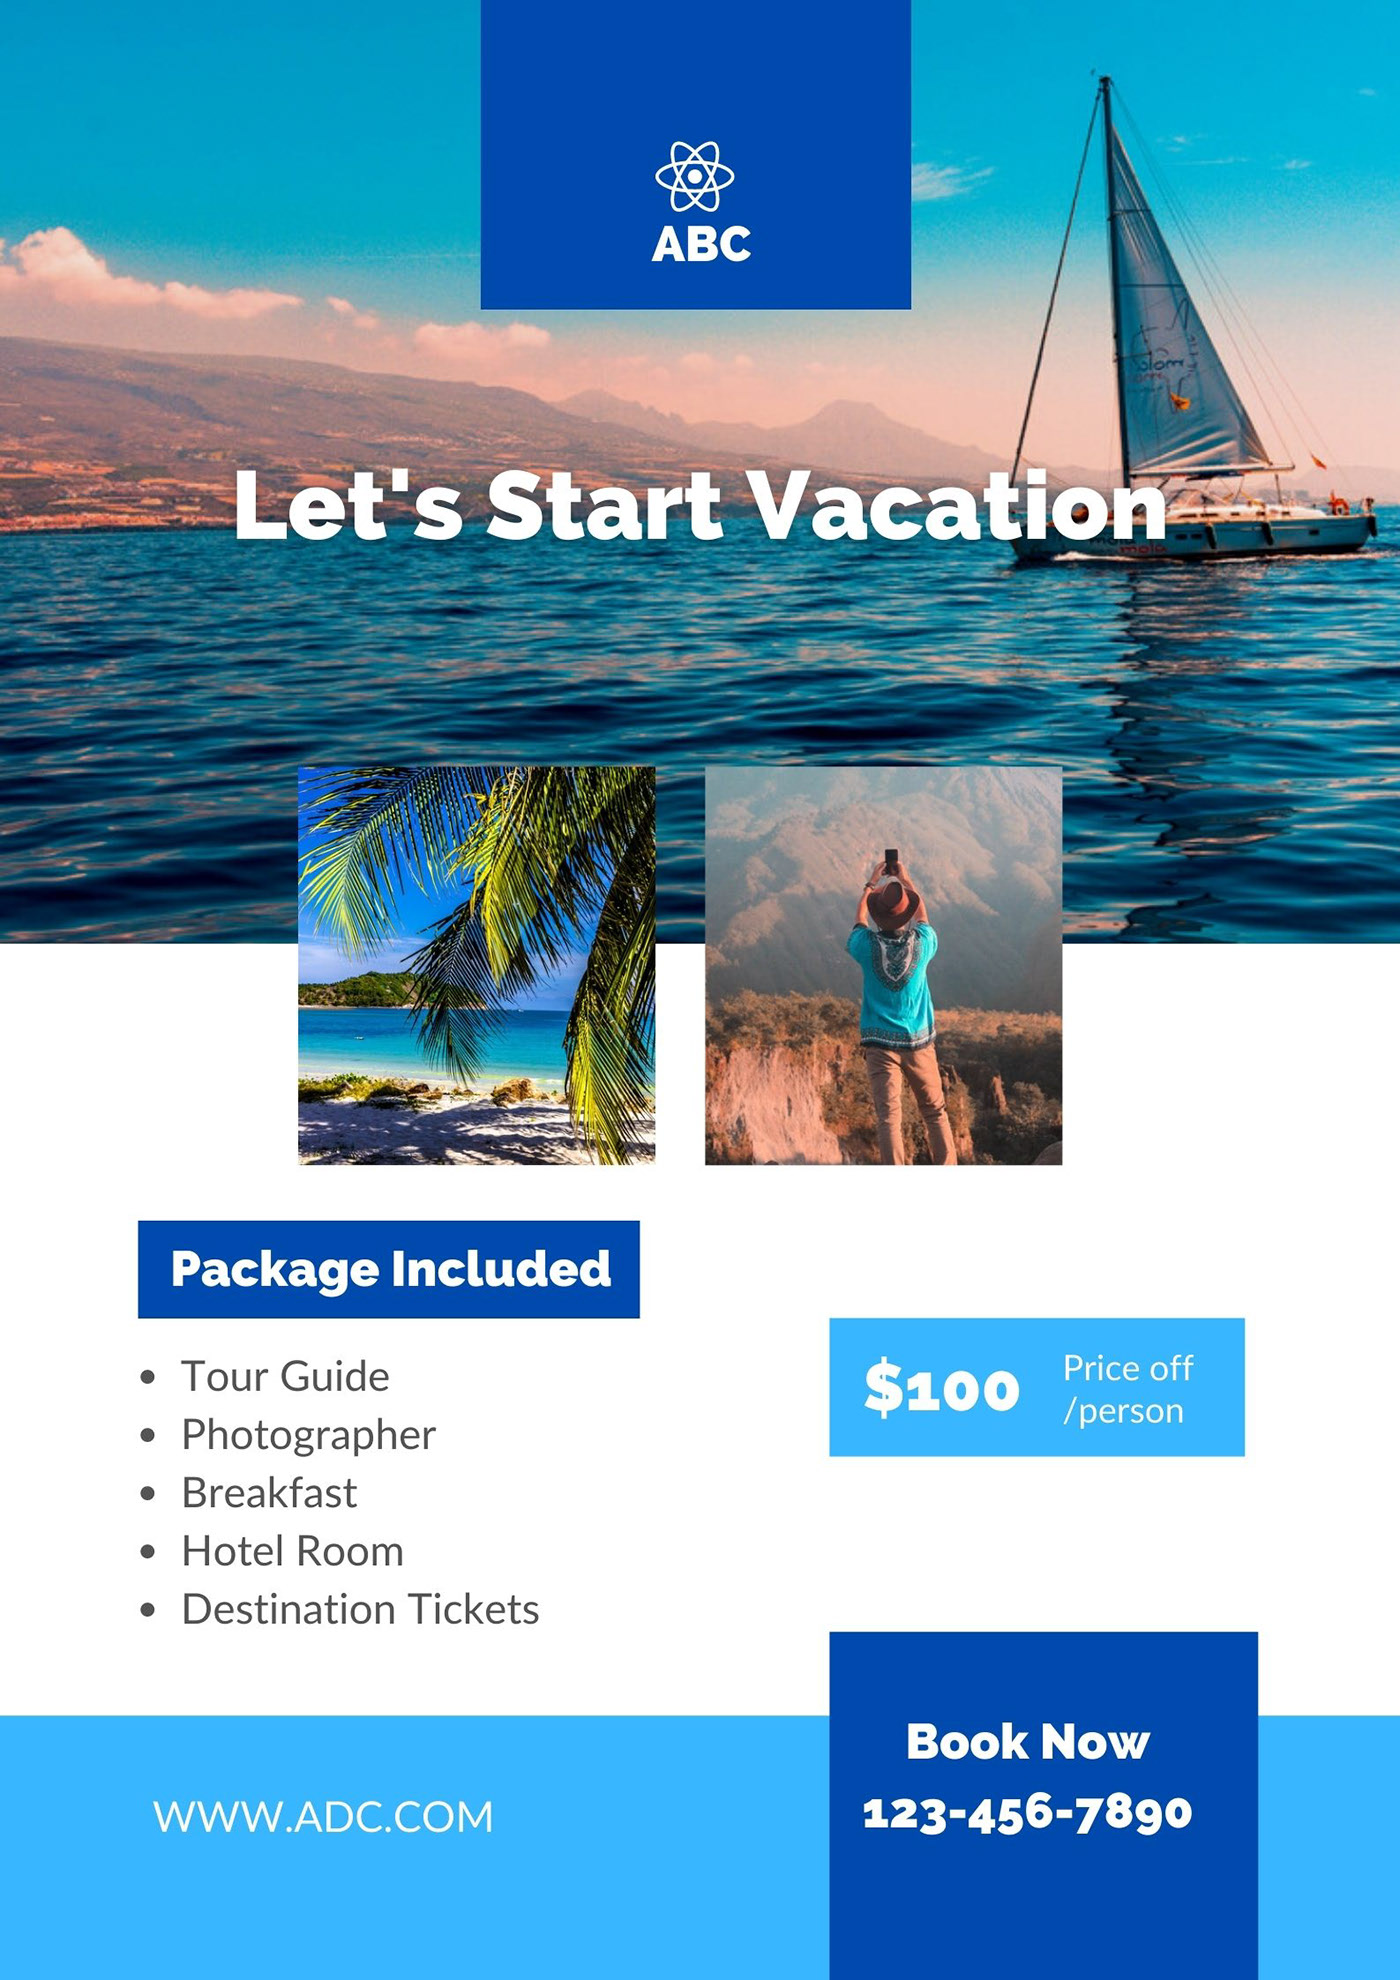 ABC
Let's Start Vacation
Package Included
Tour Guide
Photographer
Breakfast
Hotel Room
Destination Tickets
$100
Price off
/person
Book Now
123-456-7890
WWW.ADC.COM